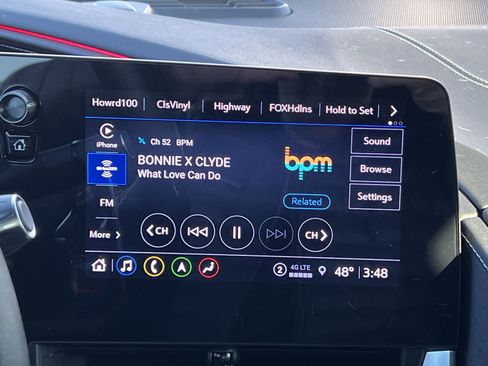 Howrd100 ClsVinyl Highway FOXHdlns Hold to Set
iPhone
Ch 52 BPM
Sound
BONNIE X CLYDE
What Love Can Do
bpm
Browse
FM
Related
Settings
More
CH
CH
2 4G LTE 48° 3:48